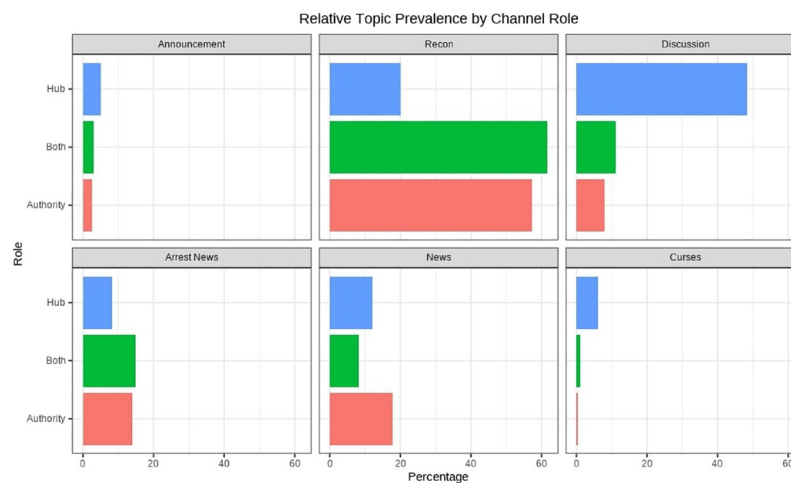 Relative Topic Prevalence by Channel Role
Announcement Recon Discussion
Hub
Both
Authority
Role
Arrest News News Curses
Hub
Both
Authority
0 20 40 60 0 20 40 60 0 20 40 60
Percentage